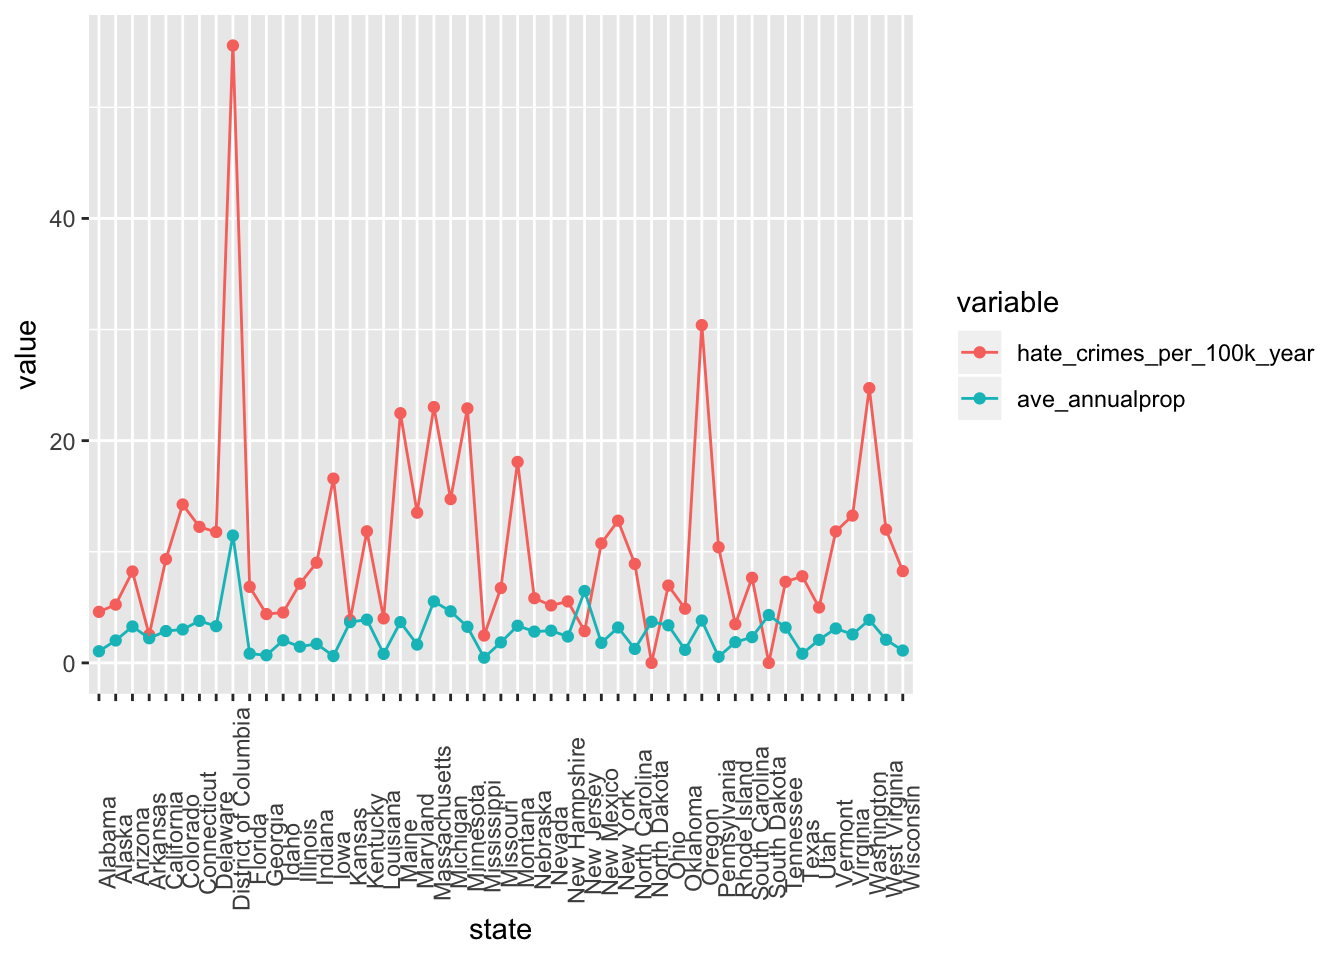 40
20
0
value
Alabama
Alaska
Arizona
Arkansas
California
Colorado
Connecticut
Delaware
District of Columbia
Florida
Georgia
Idaho
Illinois
Indiana
Iowa
Kansas
Kentucky
Louisiana
Maine
Maryland
Massachusetts
Michigan
Minnesota
Mississippi
Missouri
Montana
Nebraska
Nevada
New Hampshire
New Jersey
New Mexico
New York
North Carolina
North Dakota
Ohio
Oklahoma
Oregon
Pennsylvania
Rhode Island
South Carolina
South Dakota
Tennessee
Texas
Utah
Vermont
Virginia
Washington
West Virginia
Wisconsin
state
variable
hate_crimes_per_100k_year
ave_annualprop